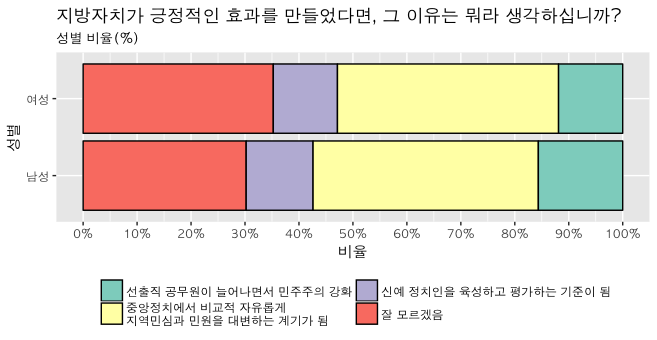 지방자치가 긍정적인 효과를 만들었다면, 그 이유는 뭐라 생각하십니까?
성별 비율(%)
여성
남성
성별
0% 10% 20% 30% 40% 50% 60% 70% 80% 90% 100%
비율
선출직 공무원이 늘어나면서 민주주의 강화
신예 정치인을 육성하고 평가하는 기준이 됨
중앙정치에서 비교적 자유롭게
지역민심과 민원을 대변하는 계기가 됨
잘 모르겠음